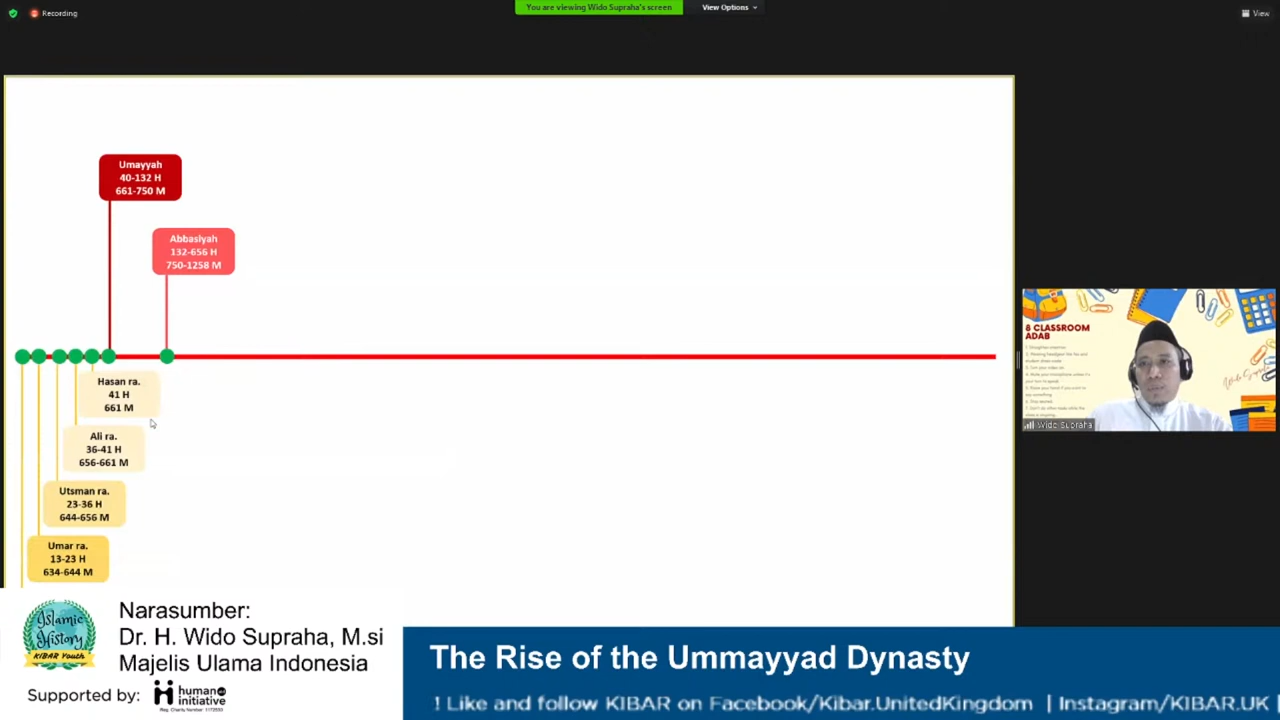 Recording
You are viewing Wido Supraha's screen
View Options
View
Umayyah
40-132 H
661-750 M
Abbasiyah
132-656 H
750-1258 M
Hasan ra.
41 H
661 M
Ali ra.
36-41 H
656-661 M
Utsman ra.
23-36 H
644-656 M
Umar ra.
13-23 H
634-644 M
8 CLASSROOM
ADAB
Wido Supraha
Islamic
History
KIBAR Youth
Narasumber:
Dr. H. Wido Supraha, M.si
Majelis Ulama Indonesia
Supported by:
human
initiative
The Rise of the Ummayyad Dynasty
! Like and follow KIBAR on Facebook/Kibar.UnitedKingdom | Instagram/KIBAR.UK |